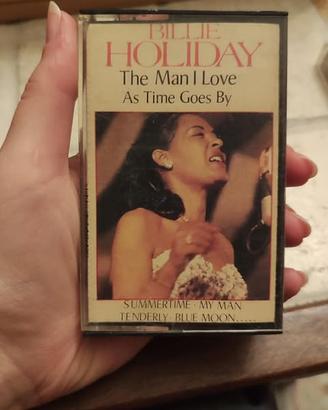 BILLIE
HOLIDAY
The Man I Love
As Time Goes By
SUMMERTIME · MY MAN
TENDERLY · BLUE MOON.....